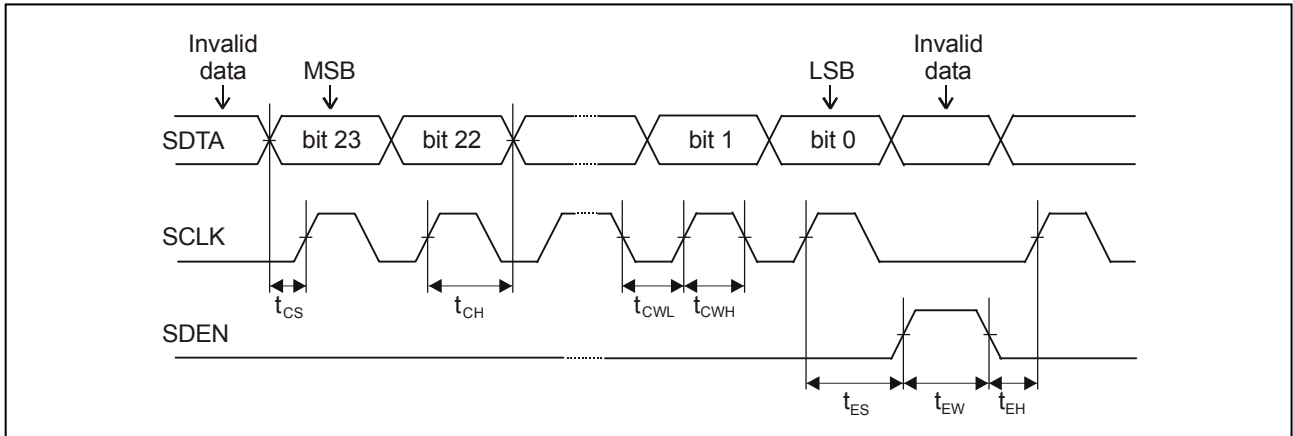 Invalid
data
MSB
LSB
Invalid
data
SDTA
bit 23
bit 22
bit 1
bit 0
SCLK
tCS
tCH
tCWL
tCWH
SDEN
tES
tEW
tEH